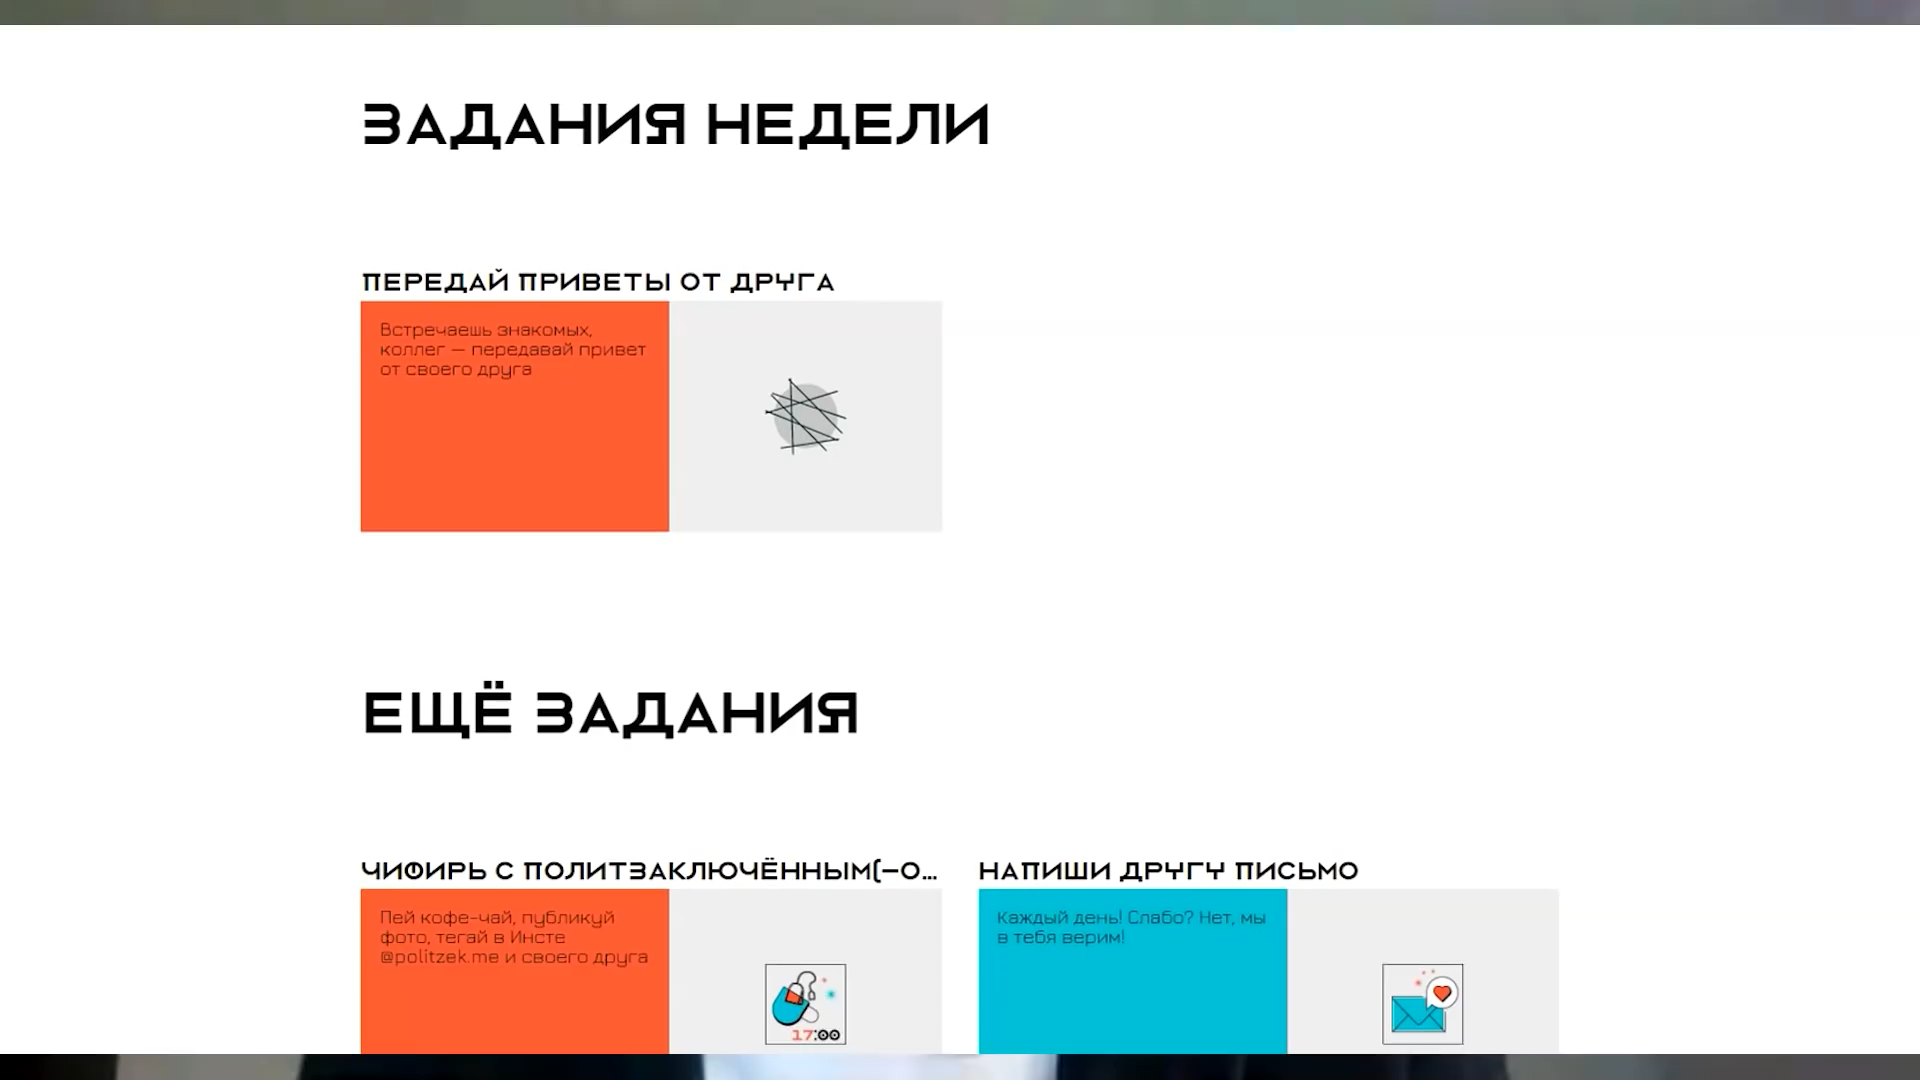 ЗАДАНИЯ НЕДЕЛИ
ПЕРЕДАЙ ПРИВЕТЫ ОТ ДРУГА
Встречаешь знакомых,
коллег — передавай привет
от своего друга
ЕЩЁ ЗАДАНИЯ
ЧИФИРЬ С ПОЛИТЗАКЛЮЧЁННЫМ(-О...
Пей кофе-чай, публикуй
фото, тегай в Инсте
@politzek.me и своего друга
17:00
НАПИШИ ДРУГУ ПИСЬМО
Каждый день! Слабо? Нет, мы
в тебя верим!